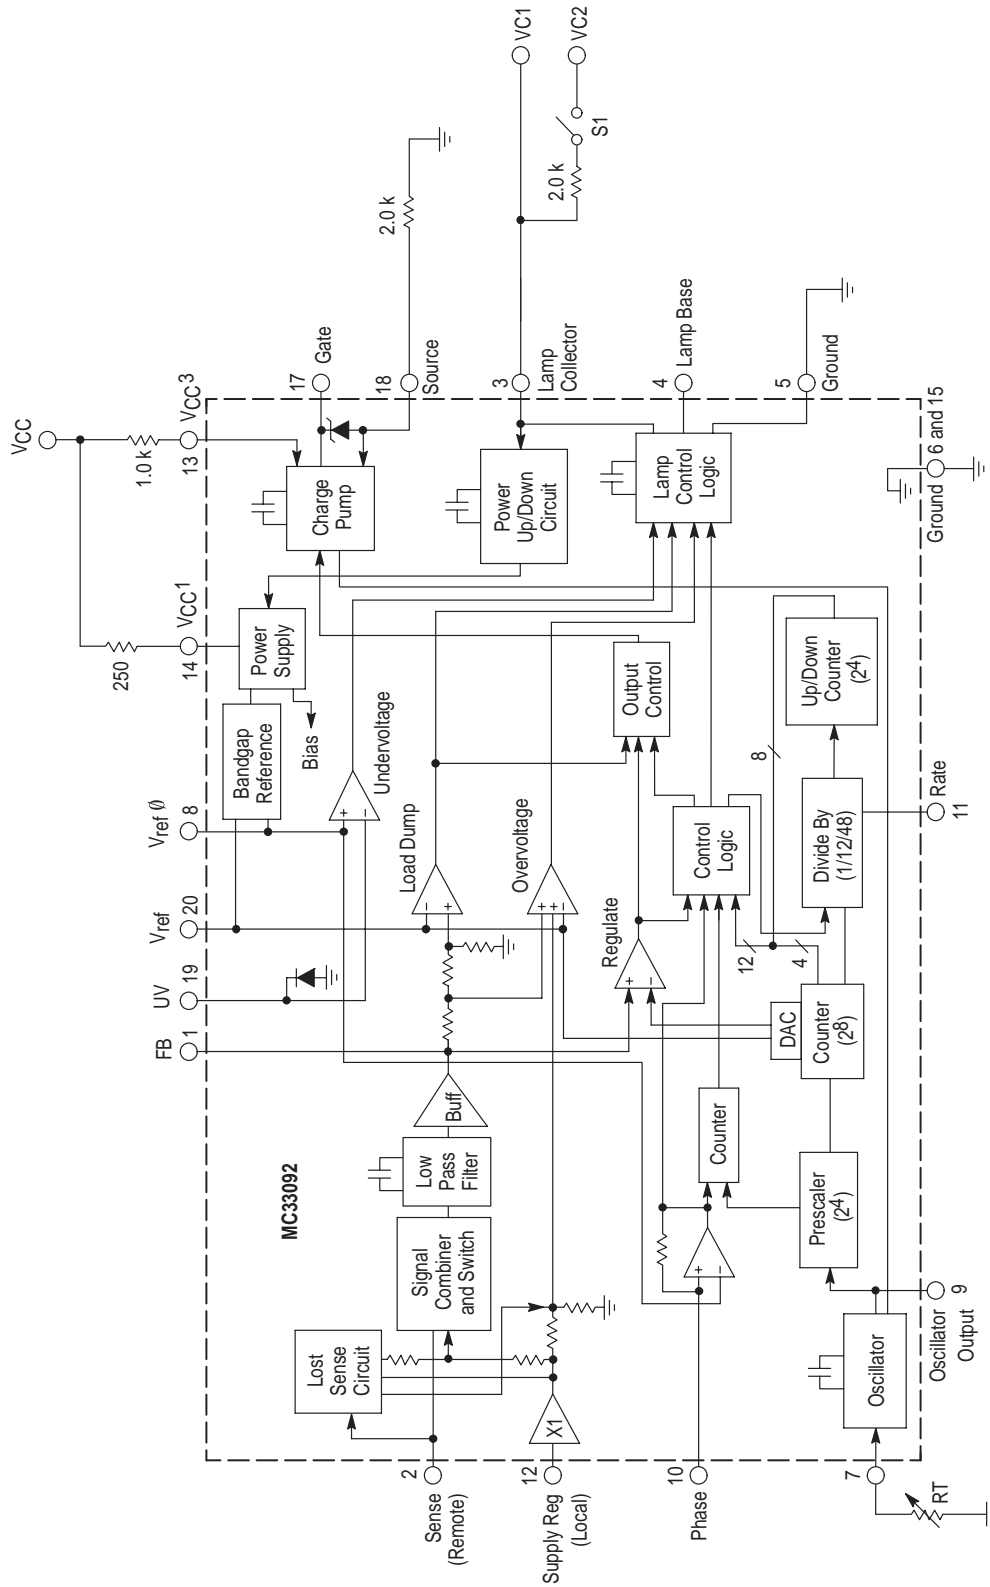 VCC
1.0 k
250
14
VCC1
13
VCC3
VC1
VC2
S1
2.0 k
2.0 k
FB
1
UV
19
Vref
20
Vref Ø
8
MC33092
17
Gate
18
Source
3
Lamp
Collector
4
Lamp Base
5
Ground
Ground
6 and 15
2
Sense
(Remote)
12
Supply Reg
(Local)
10
Phase
7
RT
9
Oscillator
Output
11
Rate
Lost
Sense
Circuit
X1
Signal
Combiner
and Switch
Low
Pass
Filter
Buff
Bandgap
Reference
Power
Supply
Bias
Charge
Pump
Undervoltage
+
–
Load Dump
–
+
Overvoltage
+
+
–
Power
Up/Down
Circuit
Lamp
Control
Logic
Regulate
+
–
Output
Control
Control
Logic
+
–
Counter
12
4
8
DAC
Oscillator
Prescaler
(24)
Counter
(28)
Divide By
(1/12/48)
Up/Down
Counter
(24)